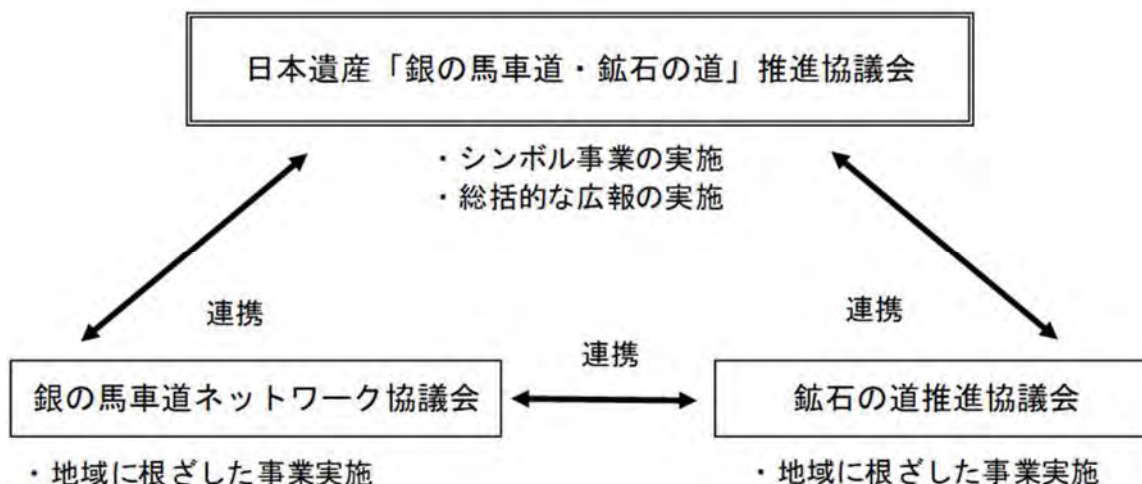 日本遺産「銀の馬車道・鉱石の道」推進協議会
・シンボル事業の実施
・総括的な広報の実施
連携
連携
連携
銀の馬車道ネットワーク協議会
鉱石の道推進協議会
・地域に根ざした事業実施
・地域に根ざした事業実施